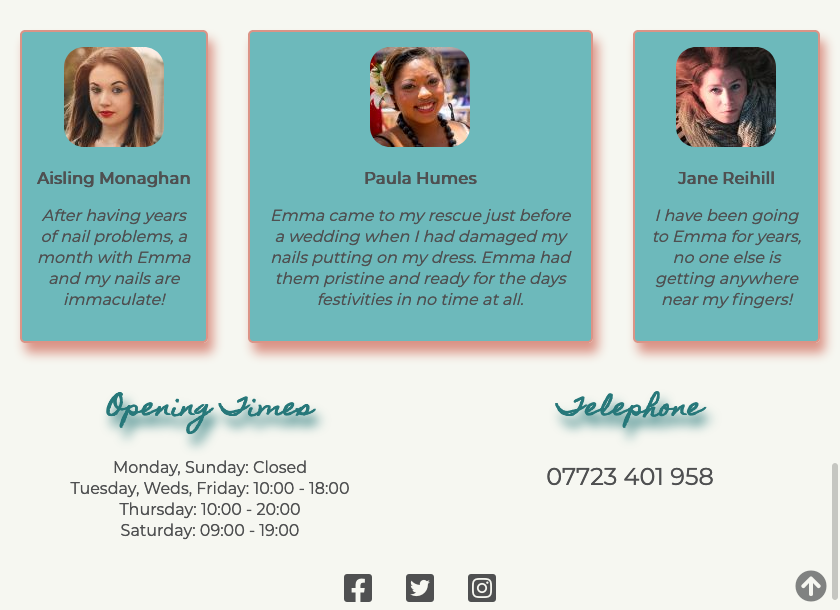 Aisling Monaghan
After having years
of nail problems, a
month with Emma
and my nails are
immaculate!
Paula Humes
Emma came to my rescue just before
a wedding when I had damaged my
nails putting on my dress. Emma had
them pristine and ready for the days
festivities in no time at all.
Jane Reihill
I have been going
to Emma for years,
no one else is
getting anywhere
near my fingers!
Opening Times
Monday, Sunday: Closed
Tuesday, Weds, Friday: 10:00 - 18:00
Thursday: 10:00 - 20:00
Saturday: 09:00 - 19:00
Telephone
07723 401 958